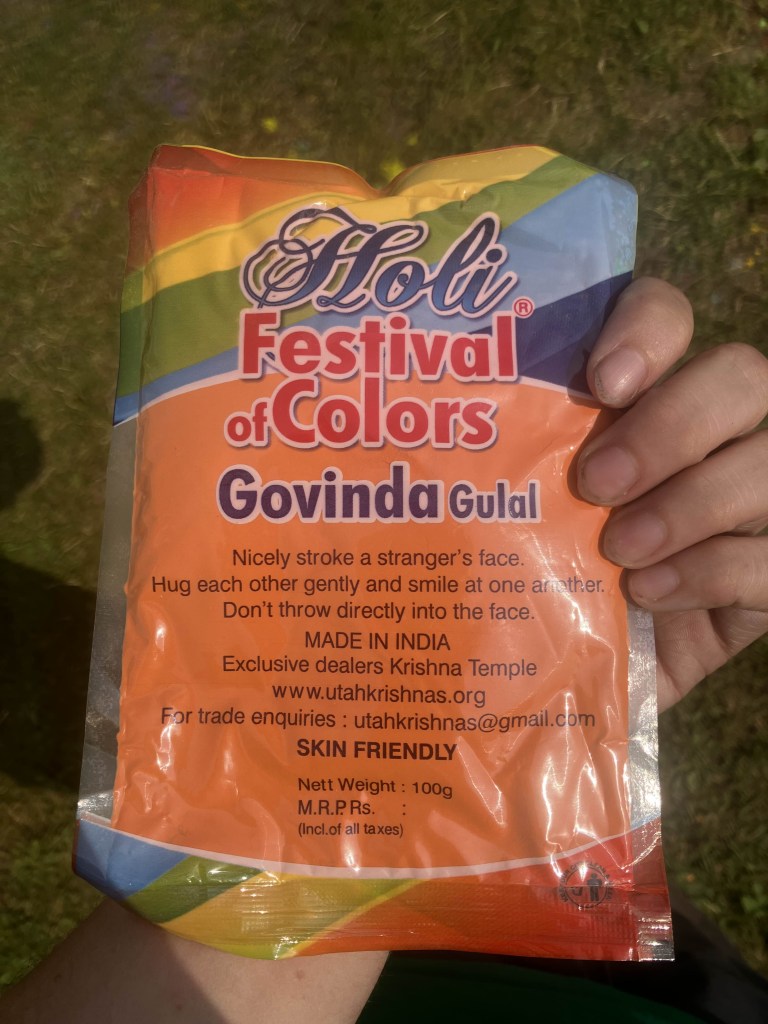 Holi®
Festival
of Colors
Govinda Gulal
Nicely stroke a stranger's face.
Hug each other gently and smile at one another.
Don't throw directly into the face.
MADE IN INDIA
Exclusive dealers Krishna Temple
www.utahkrishnas.org
For trade enquiries : utahkrishnas@gmail.com
SKIN FRIENDLY
Nett Weight : 100g
M.R.P Rs. :
(Incl.of all taxes)